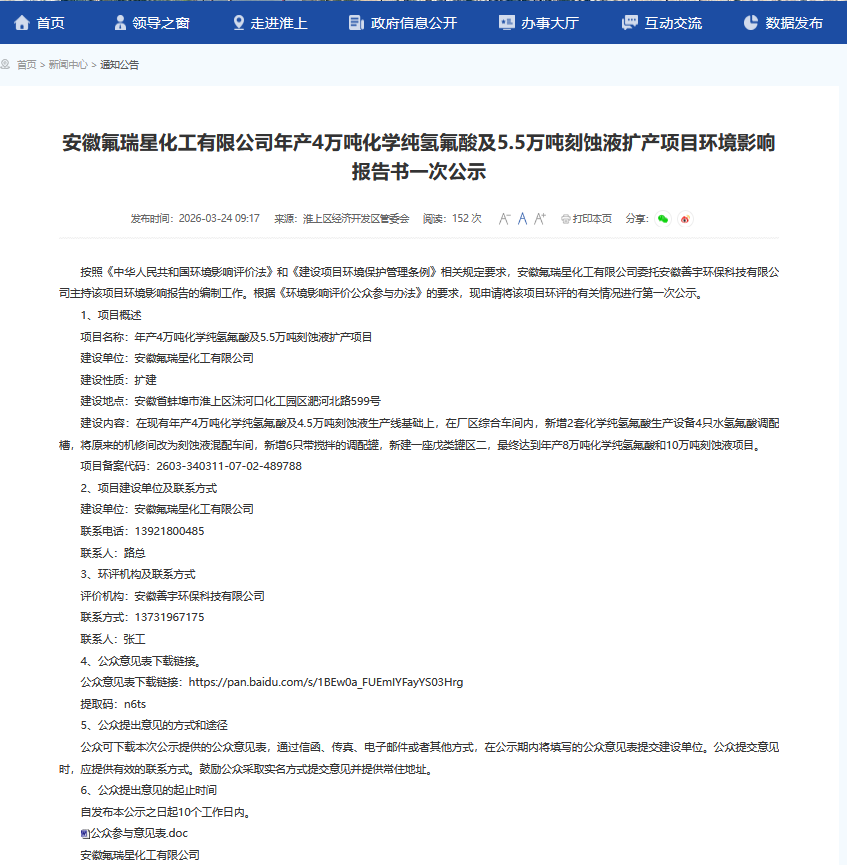 首页 领导之窗 走进淮上 政府信息公开 办事大厅 互动交流 数据发布
首页 > 新闻中心 > 通知公告
安徽氟瑞星化工有限公司年产4万吨化学纯氢氟酸及5.5万吨刻蚀液扩产项目环境影响
报告书一次公示
发布时间：2026-03-24 09:17 来源：淮上区经济开发区管委会 阅读：152 次 A- A A+ 打印本页 分享：
按照《中华人民共和国环境影响评价法》和《建设项目环境保护管理条例》相关规定要求，安徽氟瑞星化工有限公司委托安徽善宇环保科技有限公
司主持该项目环境影响报告的编制工作。根据《环境影响评价公众参与办法》的要求，现申请将该项目环评的有关情况进行第一次公示。
1、项目概述
项目名称：年产4万吨化学纯氢氟酸及5.5万吨刻蚀液扩产项目
建设单位：安徽氟瑞星化工有限公司
建设性质：扩建
建设地点：安徽省蚌埠市淮上区沫河口化工园区淝河北路599号
建设内容：在现有年产4万吨化学纯氢氟酸及4.5万吨刻蚀液生产线基础上，在厂区综合车间内，新增2套化学纯氢氟酸生产设备4只水氢氟酸调配
槽，将原来的机修间改为刻蚀液混配车间，新增6只带搅拌的调配罐，新建一座戊类罐区二，最终达到年产8万吨化学纯氢氟酸和10万吨刻蚀液项目。
项目备案代码：2603-340311-07-02-489788
2、项目建设单位及联系方式
建设单位：安徽氟瑞星化工有限公司
联系电话：13921800485
联系人：路总
3、环评机构及联系方式
评价机构：安徽善宇环保科技有限公司
联系方式：13731967175
联系人：张工
4、公众意见表下载链接。
公众意见表下载链接：https://pan.baidu.com/s/1BEw0a_FUEmIYFayYS03Hrg
提取码：n6ts
5、公众提出意见的方式和途径
公众可下载本次公示提供的公众意见表，通过信函、传真、电子邮件或者其他方式，在公示期内将填写的公众意见表提交建设单位。公众提交意见
时，应提供有效的联系方式。鼓励公众采取实名方式提交意见并提供常住地址。
6、公众提出意见的起止时间
自发布本公示之日起10个工作日内。
公众参与意见表.doc
安徽氟瑞星化工有限公司